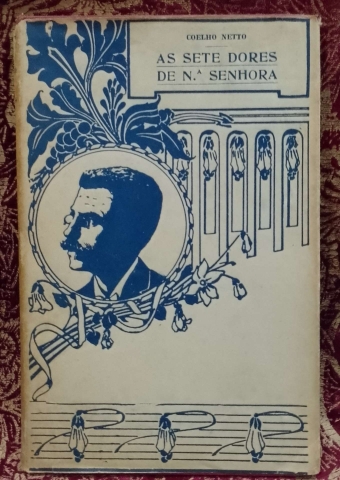 COELHO NETTO
AS SETE DORES
DE N.ᴬ SENHORA